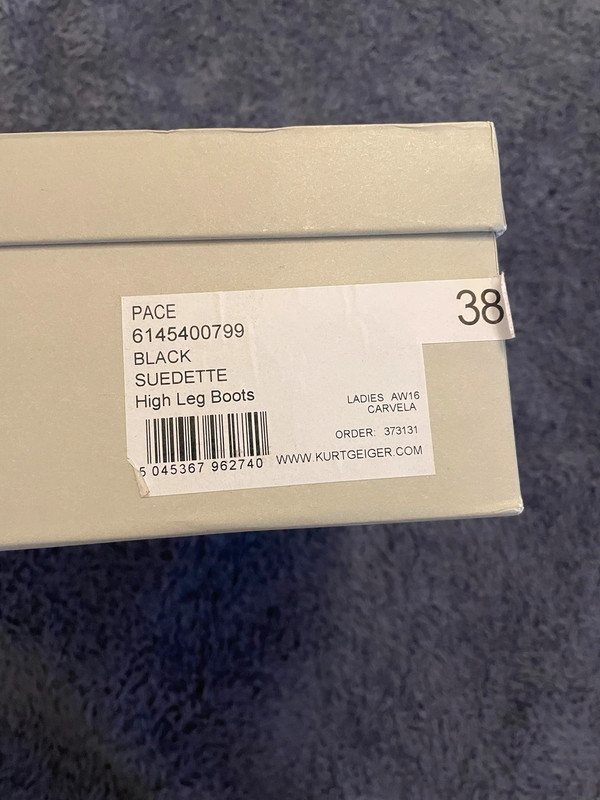 PACE
38
6145400799
BLACK
SUEDETTE
High Leg Boots
LADIES AW16
CARVELA
ORDER: 373131
5 045367 962740
WWW.KURTGEIGER.COM